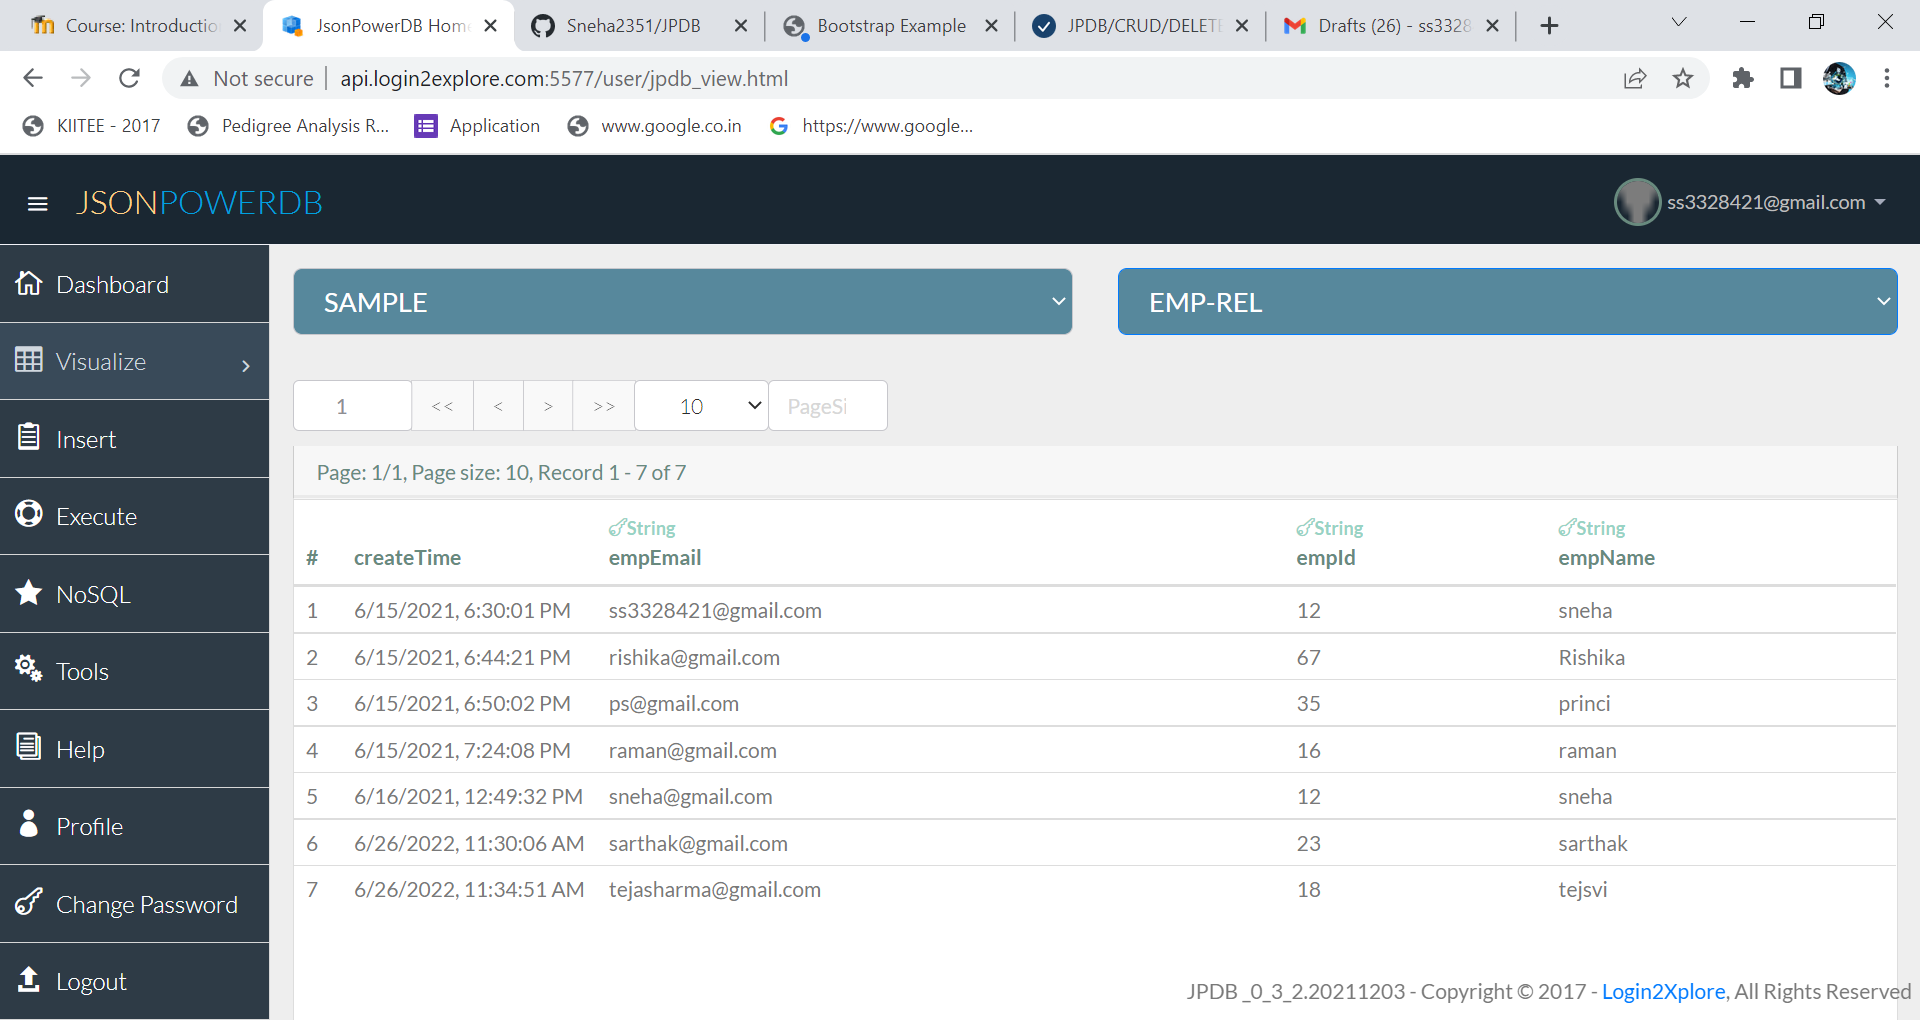 Course: Introductio
JsonPowerDB Hom
Sneha2351/JPDB
Bootstrap Example
JPDB/CRUD/DELETE
Drafts (26) - ss3328
Not secure
api.login2explore.com:5577/user/jpdb_view.html
KIITEE - 2017
Pedigree Analysis R...
Application
www.google.co.in
https://www.google...
JSONPOWERDB
ss3328421@gmail.com
Dashboard
Visualize
Insert
Execute
NoSQL
Tools
Help
Profile
Change Password
Logout
SAMPLE
EMP-REL
1 << < > >> 10 PageSi
Page: 1/1, Page size: 10, Record 1 - 7 of 7
String String String
# createTime empEmail empId empName
1 6/15/2021, 6:30:01 PM ss3328421@gmail.com 12 sneha
2 6/15/2021, 6:44:21 PM rishika@gmail.com 67 Rishika
3 6/15/2021, 6:50:02 PM ps@gmail.com 35 princi
4 6/15/2021, 7:24:08 PM raman@gmail.com 16 raman
5 6/16/2021, 12:49:32 PM sneha@gmail.com 12 sneha
6 6/26/2022, 11:30:06 AM sarthak@gmail.com 23 sarthak
7 6/26/2022, 11:34:51 AM tejasharma@gmail.com 18 tejsvi
JPDB _0_3_2.20211203 - Copyright © 2017 - Login2Xplore, All Rights Reserved